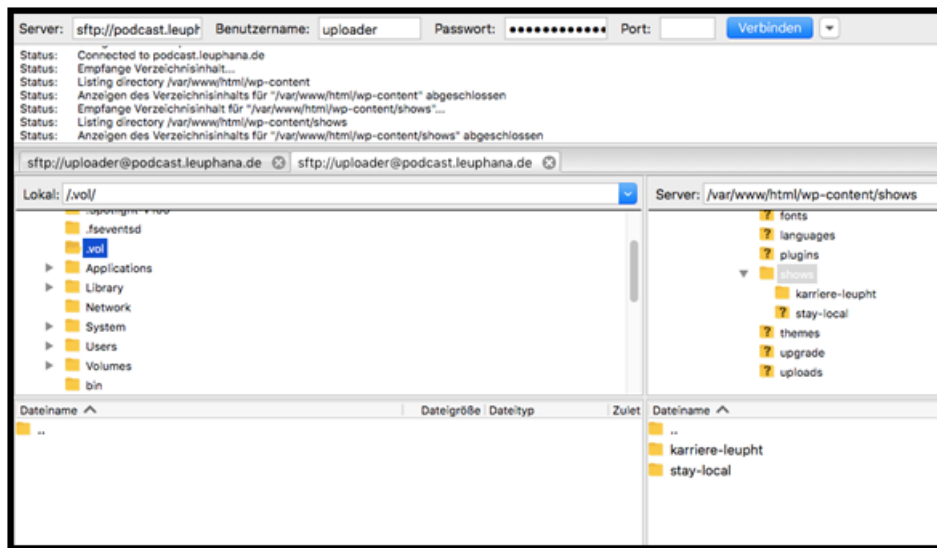 Server: sftp://podcast.leuph Benutzername: uploader Passwort: ●●●●●●●●●●●● Port: Verbinden
Status: Connected to podcast.leuphana.de
Status: Empfange Verzeichnisinhalt...
Status: Listing directory /var/www/html/wp-content
Status: Anzeigen des Verzeichnisinhalts für "/var/www/html/wp-content" abgeschlossen
Status: Empfange Verzeichnisinhalt für "/var/www/html/wp-content/shows"...
Status: Listing directory /var/www/html/wp-content/shows
Status: Anzeigen des Verzeichnisinhalts für "/var/www/html/wp-content/shows" abgeschlossen
sftp://uploader@podcast.leuphana.de sftp://uploader@podcast.leuphana.de
Lokal: /.vol/
.fseventsd
.vol
Applications
Library
Network
System
Users
Volumes
bin
Server: /var/www/html/wp-content/shows
fonts
languages
plugins
shows
karriere-leupht
stay-local
themes
upgrade
uploads
Dateiname Dateigröße Dateityp Zulet
..
Dateiname
..
karriere-leupht
stay-local